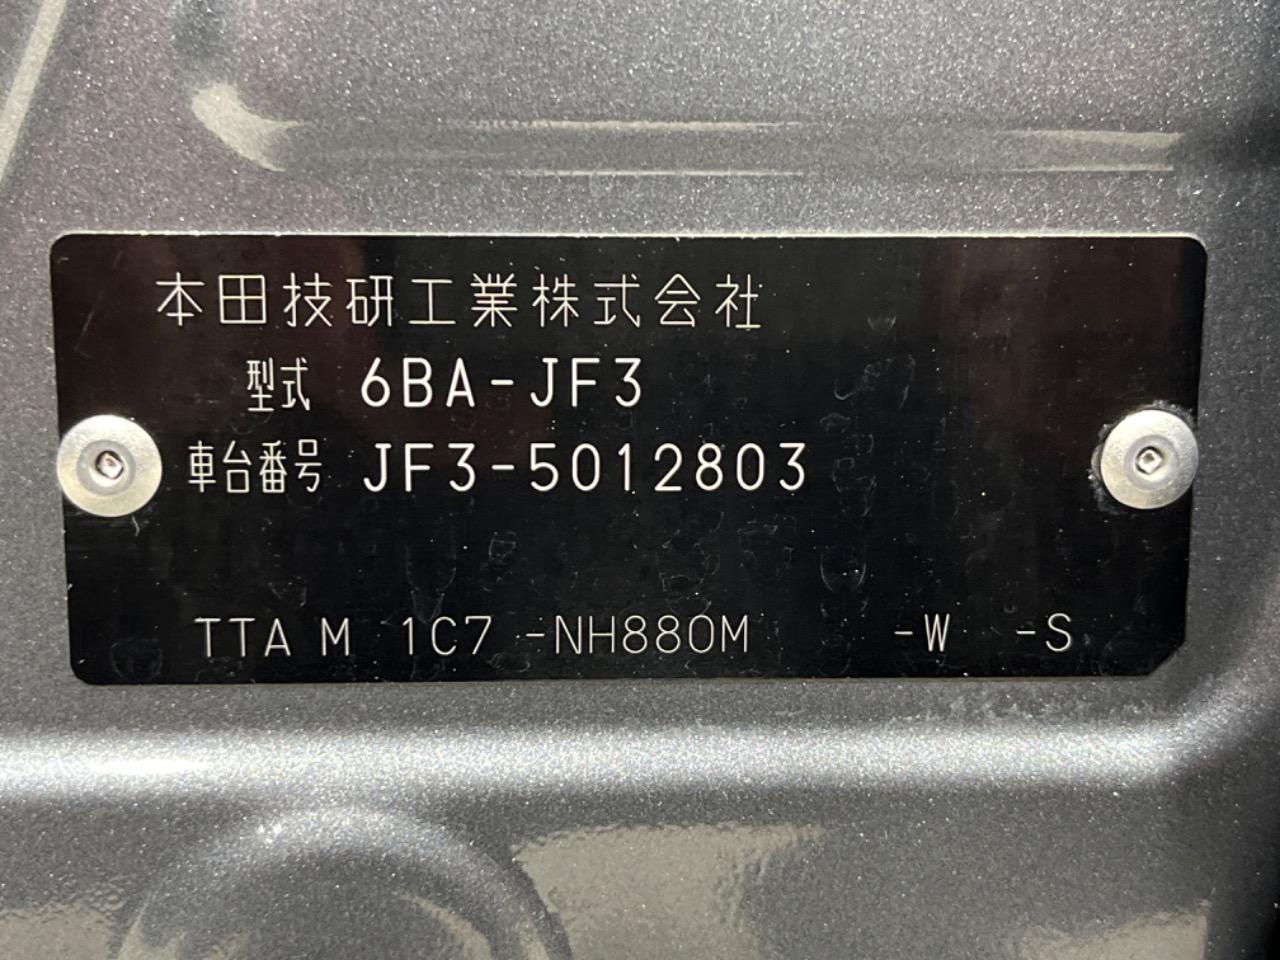 本田技研工業株式会社
型式 6BA-JF3
車台番号 JF3-5012803
TTA M 1C7 -NH880M -W -S